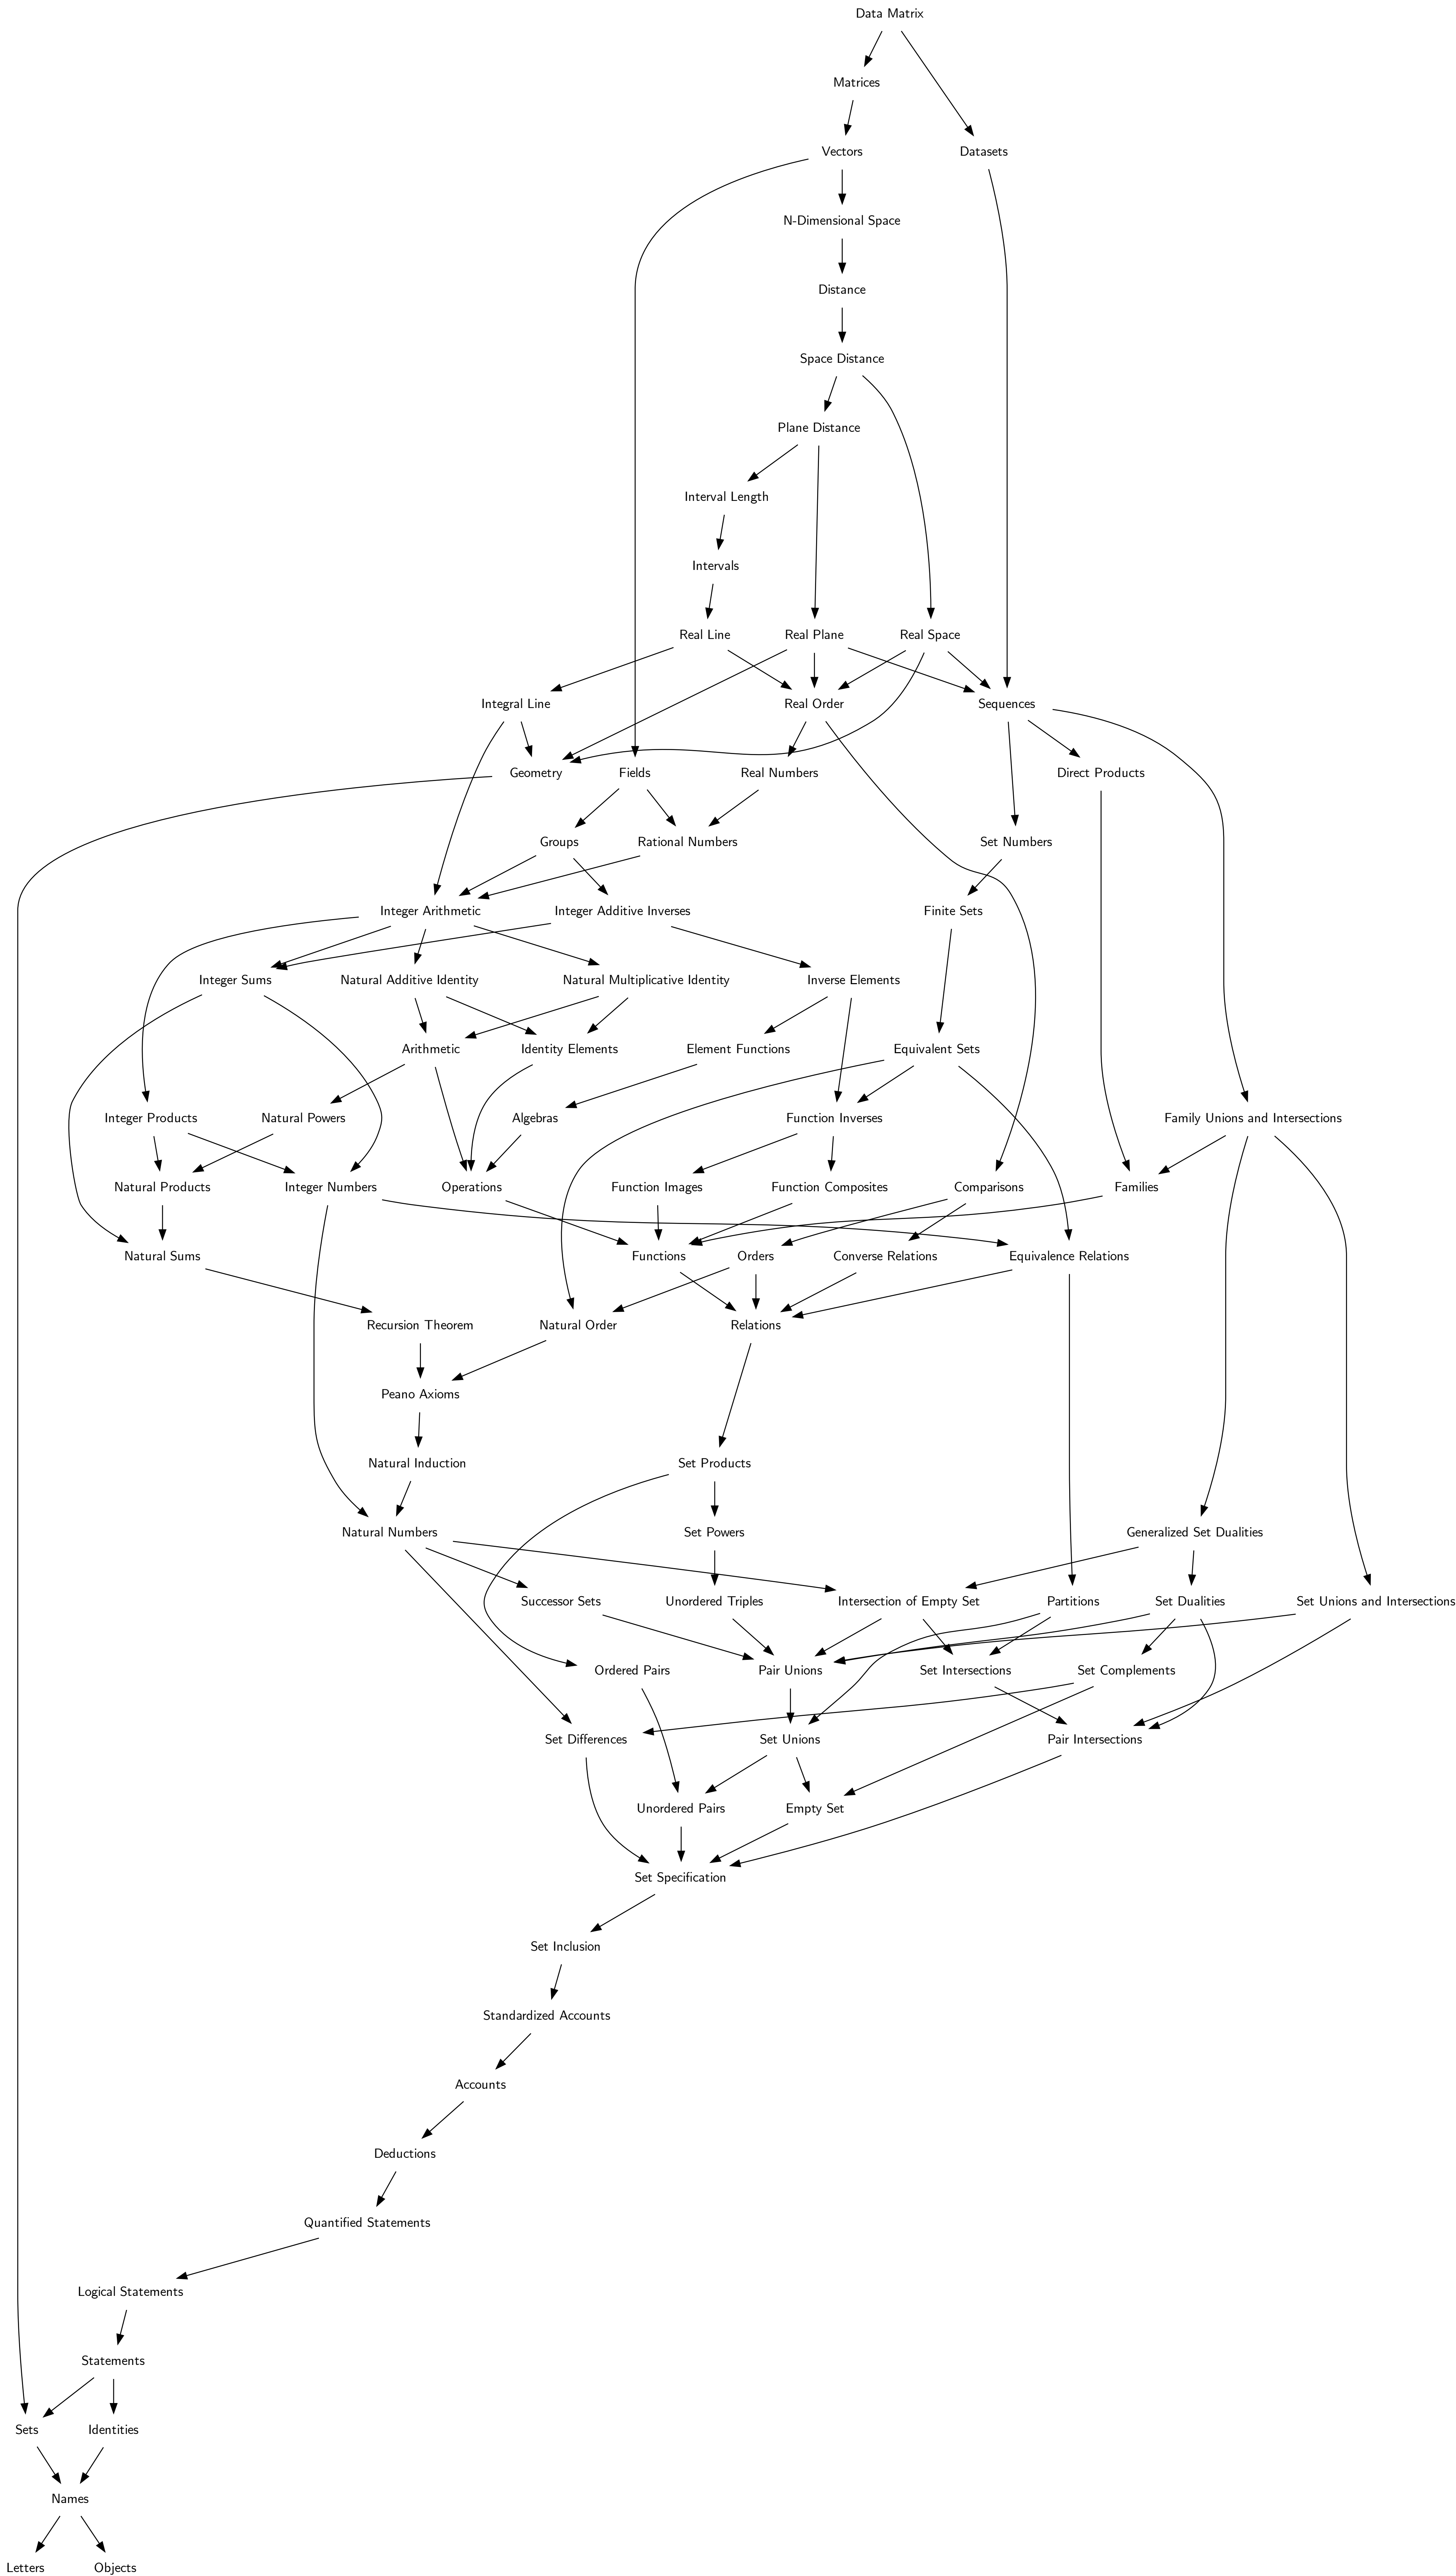 Data Matrix
Matrices
Vectors
Datasets
N-Dimensional Space
Distance
Space Distance
Plane Distance
Interval Length
Intervals
Real Line
Real Plane
Real Space
Integral Line
Real Order
Sequences
Geometry
Fields
Real Numbers
Direct Products
Groups
Rational Numbers
Set Numbers
Integer Arithmetic
Integer Additive Inverses
Finite Sets
Integer Sums
Natural Additive Identity
Natural Multiplicative Identity
Inverse Elements
Arithmetic
Identity Elements
Element Functions
Equivalent Sets
Integer Products
Natural Powers
Algebras
Function Inverses
Family Unions and Intersections
Natural Products
Integer Numbers
Operations
Function Images
Function Composites
Comparisons
Families
Natural Sums
Functions
Orders
Converse Relations
Equivalence Relations
Recursion Theorem
Natural Order
Relations
Peano Axioms
Natural Induction
Set Products
Natural Numbers
Set Powers
Generalized Set Dualities
Successor Sets
Unordered Triples
Intersection of Empty Set
Partitions
Set Dualities
Set Unions and Intersections
Ordered Pairs
Pair Unions
Set Intersections
Set Complements
Set Differences
Set Unions
Pair Intersections
Unordered Pairs
Empty Set
Set Specification
Set Inclusion
Standardized Accounts
Accounts
Deductions
Quantified Statements
Logical Statements
Statements
Sets
Identities
Names
Letters
Objects